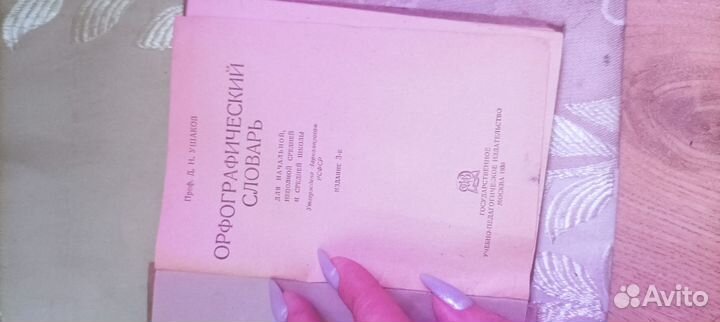 Проф. Д. Н. УШАКОВ
ОРФОГРАФИЧЕСКИЙ
СЛОВАРЬ
ДЛЯ НАЧАЛЬНОЙ,
НЕПОЛНОЙ СРЕДНЕЙ
И СРЕДНЕЙ ШКОЛЫ
Утверждено Наркомпросом
РСФСР
ИЗДАНИЕ 3-е
ГОСУДАРСТВЕННОЕ
УЧЕБНО-ПЕДАГОГИЧЕСКОЕ ИЗДАТЕЛЬСТВО
МОСКВА
Avito